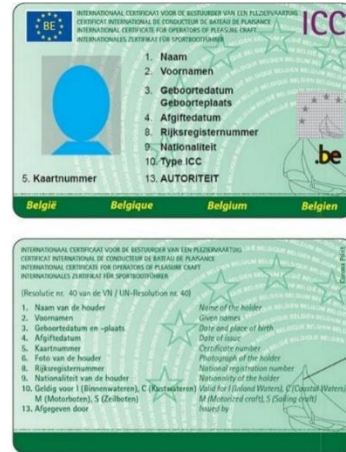 INTERNATIONAAL CERTIFICAAT VOOR DE BESTUURDER VAN EEN PLEZIERVAARTUIG
CERTIFICAT INTERNATIONAL DE CONDUCTEUR DE BATEAU DE PLAISANCE
INTERNATIONAL CERTIFICATE FOR OPERATORS OF PLEASURE CRAFT
INTERNATIONALES ZERTIFIKAT FÜR SPORTBOOTFÜHRER
BE
ICC
1. Naam
2. Voornamen
3. Geboortedatum
Geboorteplaats
4. Afgiftedatum
8. Rijksregisternummer
9. Nationaliteit
10. Type ICC
.be
5. Kaartnummer
13. AUTORITEIT
België Belgique Belgium Belgien
INTERNATIONAAL CERTIFICAAT VOOR DE BESTUURDER VAN EEN PLEZIERVAARTUIG
CERTIFICAT INTERNATIONAL DE CONDUCTEUR DE BATEAU DE PLAISANCE
INTERNATIONAL CERTIFICATE FOR OPERATORS OF PLEASURE CRAFT
INTERNATIONALES ZERTIFIKAT FÜR SPORTBOOTFÜHRER
(Resolutie nr. 40 van de VN / UN-Resolution nr. 40)
1. Naam van de houder Name of the holder
2. Voornamen Given names
3. Geboortedatum en -plaats Date and place of birth
4. Afgiftedatum Date of issue
5. Kaartnummer Certificate number
6. Foto van de houder Photograph of the holder
8. Rijksregisternummer National registration number
9. Nationaliteit van de houder Nationality of the holder
10. Geldig voor I (Binnenwateren), C (Kustwateren) Valid for I (Inland Waters), C (Coastal Waters)
M (Motorboten), S (Zeilboten) M (Motorized craft), S (Sailing craft)
13. Afgegeven door Issued by